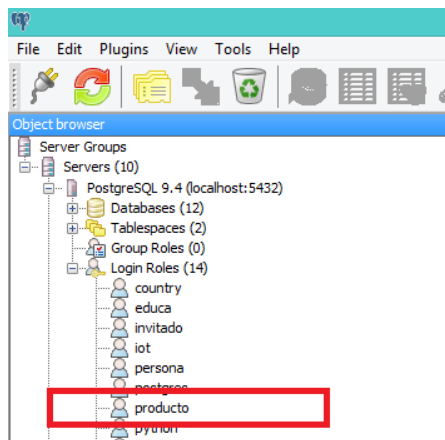 File Edit Plugins View Tools Help
Object browser
Server Groups
Servers (10)
PostgreSQL 9.4 (localhost:5432)
Databases (12)
Tablespaces (2)
Group Roles (0)
Login Roles (14)
country
educa
invitado
iot
persona
postgres
producto
python